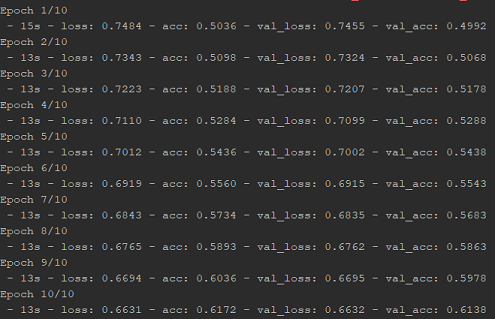 Epoch 1/10
- 15s - loss: 0.7484 - acc: 0.5036 - val_loss: 0.7455 - val_acc: 0.4992
Epoch 2/10
- 13s - loss: 0.7343 - acc: 0.5098 - val_loss: 0.7324 - val_acc: 0.5068
Epoch 3/10
- 13s - loss: 0.7223 - acc: 0.5188 - val_loss: 0.7207 - val_acc: 0.5178
Epoch 4/10
- 13s - loss: 0.7110 - acc: 0.5284 - val_loss: 0.7099 - val_acc: 0.5288
Epoch 5/10
- 13s - loss: 0.7012 - acc: 0.5436 - val_loss: 0.7002 - val_acc: 0.5438
Epoch 6/10
- 13s - loss: 0.6919 - acc: 0.5560 - val_loss: 0.6915 - val_acc: 0.5543
Epoch 7/10
- 13s - loss: 0.6843 - acc: 0.5734 - val_loss: 0.6835 - val_acc: 0.5683
Epoch 8/10
- 13s - loss: 0.6765 - acc: 0.5893 - val_loss: 0.6762 - val_acc: 0.5863
Epoch 9/10
- 13s - loss: 0.6694 - acc: 0.6036 - val_loss: 0.6695 - val_acc: 0.5978
Epoch 10/10
- 13s - loss: 0.6631 - acc: 0.6172 - val_loss: 0.6632 - val_acc: 0.6138